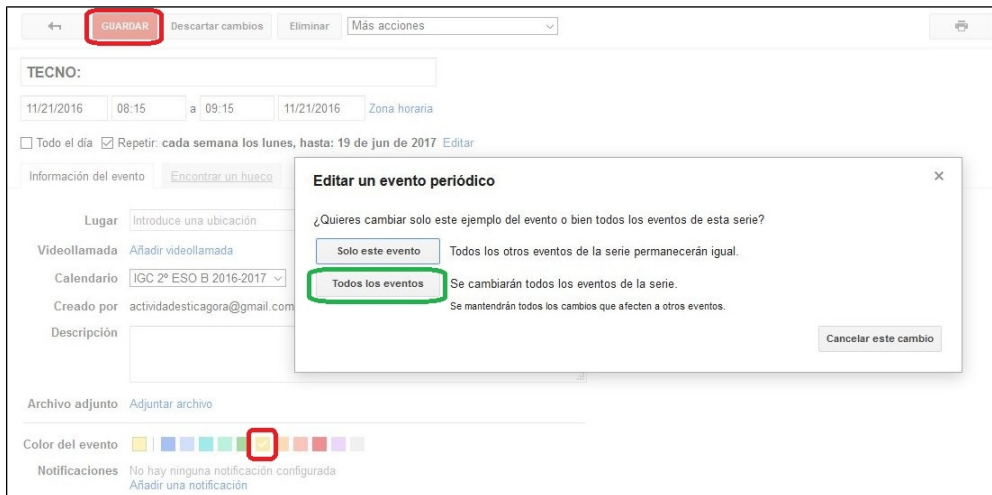 GUARDAR Descartar cambios Eliminar Más acciones
TECNO:
11/21/2016 08:15 a 09:15 11/21/2016 Zona horaria
Todo el día Repetir: cada semana los lunes, hasta: 19 de jun de 2017 Editar
Información del evento Encontrar un hueco
Lugar Introduce una ubicación
Videollamada Añadir videollamada
Calendario IGC 2º ESO B 2016-2017
Creado por actividadesticagora@gmail.com
Descripción
Archivo adjunto Adjuntar archivo
Color del evento
Notificaciones No hay ninguna notificación configurada
Añadir una notificación
Editar un evento periódico
¿Quieres cambiar solo este ejemplo del evento o bien todos los eventos de esta serie?
Solo este evento Todos los otros eventos de la serie permanecerán igual.
Todos los eventos Se cambiarán todos los eventos de la serie.
Se mantendrán todos los cambios que afecten a otros eventos.
Cancelar este cambio